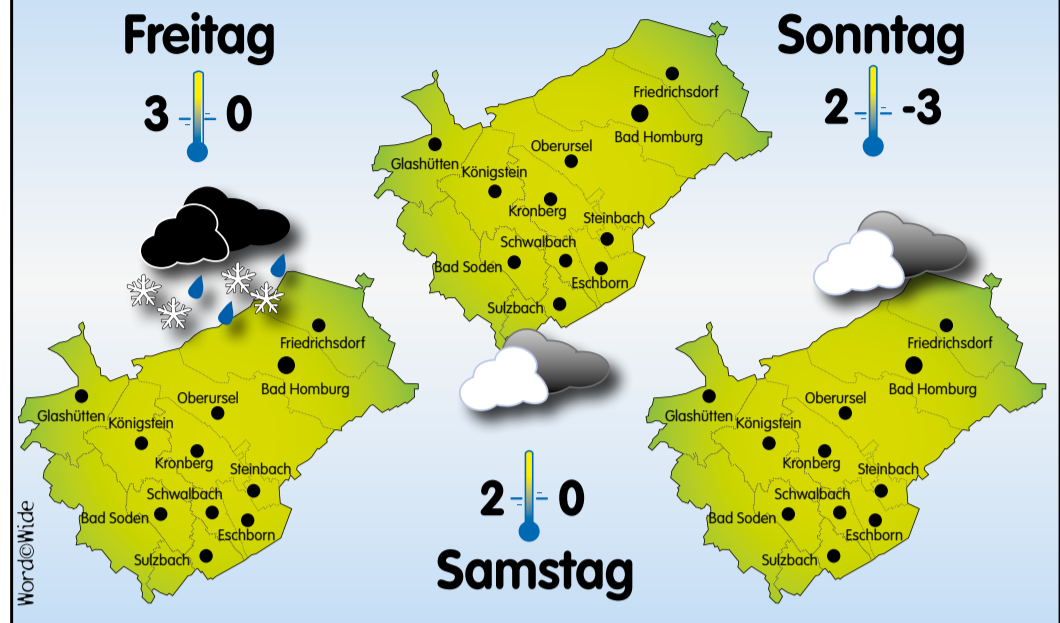 Freitag
3 0
Friedrichsdorf
Bad Homburg
Oberursel
Glashütten
Königstein
Kronberg
Steinbach
Schwalbach
Bad Soden
Eschborn
Sulzbach
Word©Wide
Friedrichsdorf
Bad Homburg
Oberursel
Glashütten
Königstein
Kronberg
Steinbach
Schwalbach
Bad Soden
Eschborn
Sulzbach
2 0
Samstag
Sonntag
2 -3
Friedrichsdorf
Bad Homburg
Oberursel
Glashütten
Königstein
Kronberg
Steinbach
Schwalbach
Bad Soden
Eschborn
Sulzbach